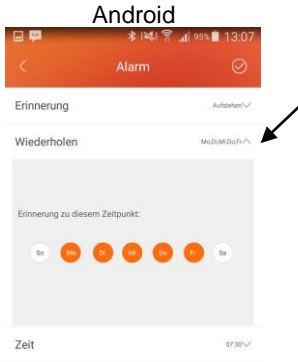 Android
95% 13:07
Alarm
Erinnerung Aufstehen
Wiederholen Mo,Di,Mi,Do,Fr
Erinnerung zu diesem Zeitpunkt:
So Mo Di Mi Do Fr Sa
Zeit 07:30